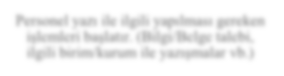 Personel yazı ile ilgili yapılması gereken
işlemleri başlatır. (Bilgi/Belge talebi,
ilgili birim/kurum ile yazışmalar vb.)